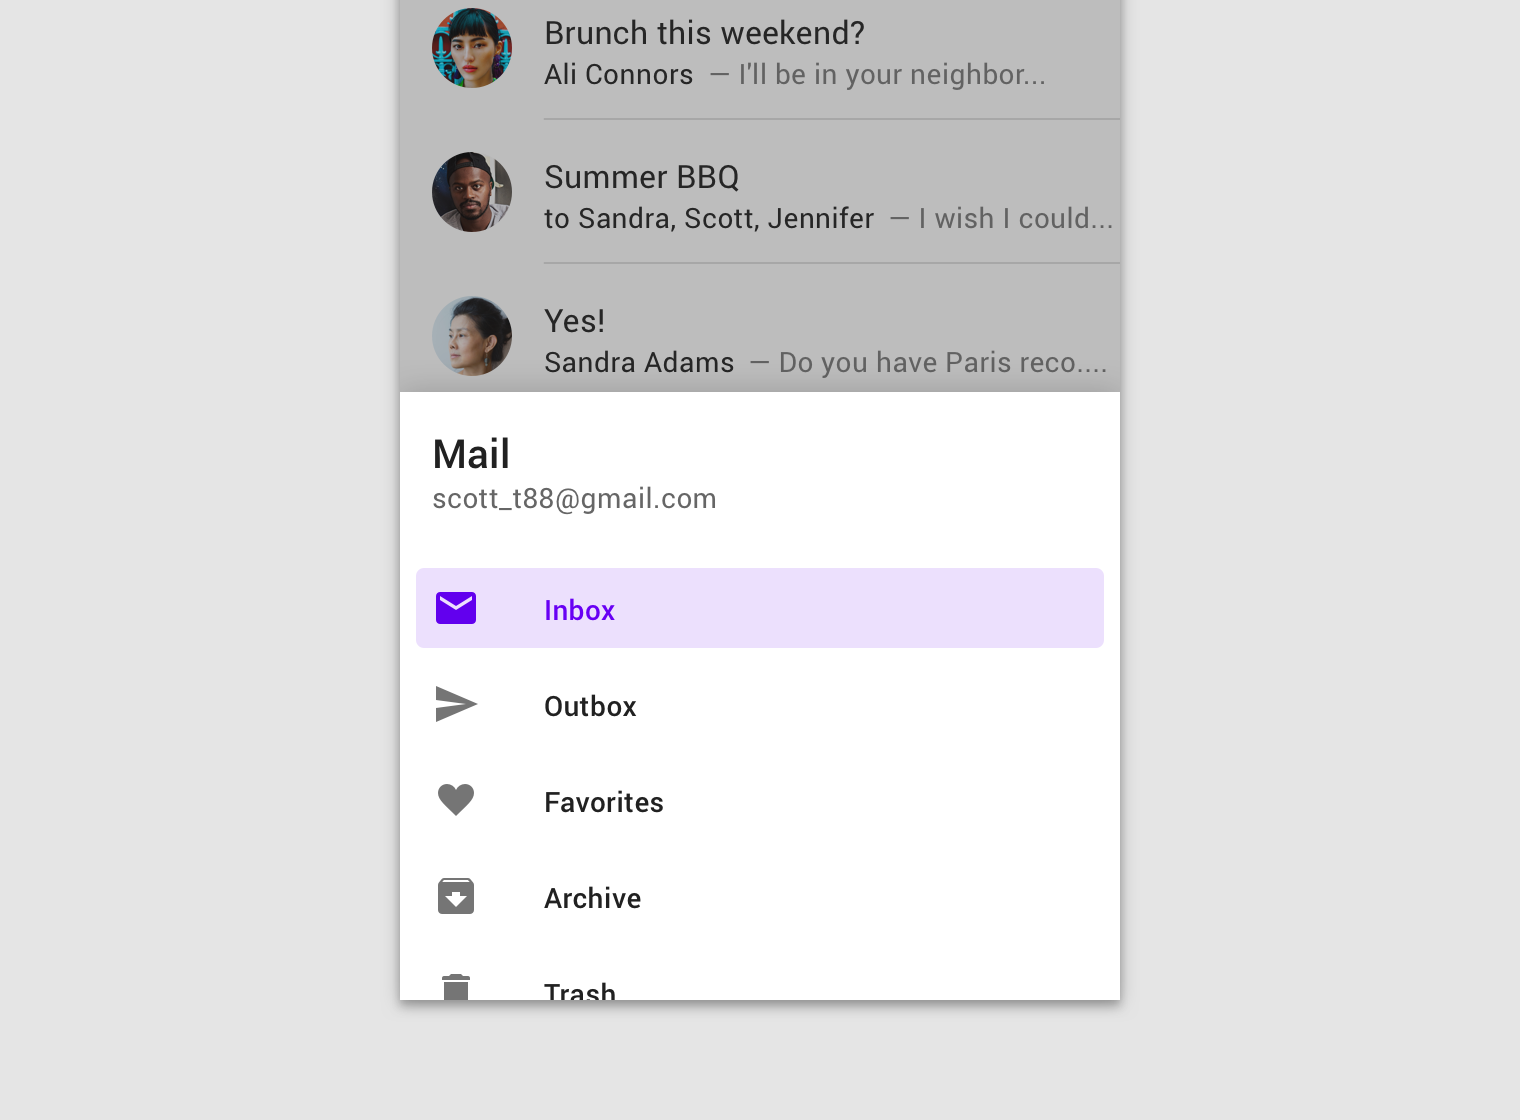 Brunch this weekend?
Ali Connors — I'll be in your neighbor...
Summer BBQ
to Sandra, Scott, Jennifer — I wish I could...
Yes!
Sandra Adams — Do you have Paris reco....
Mail
scott_t88@gmail.com
Inbox
Outbox
Favorites
Archive
Trash